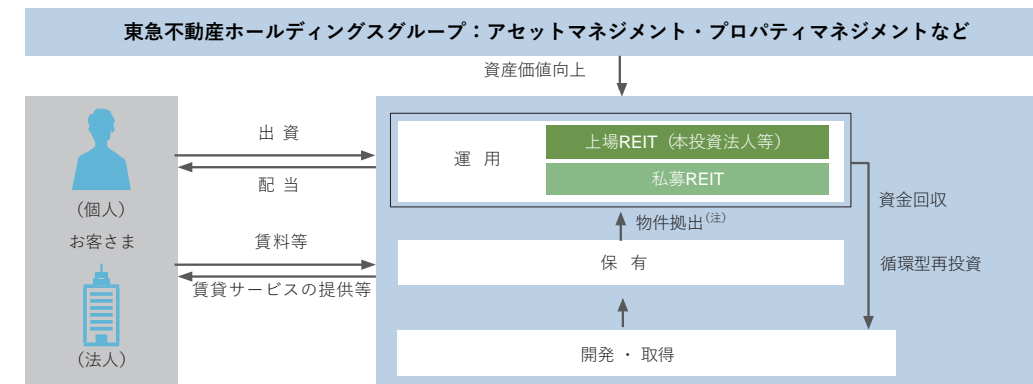 東急不動産ホールディングスグループ：アセットマネジメント・プロパティマネジメントなど
資産価値向上
出 資
配 当
（個人）
お客さま
賃料等
賃貸サービスの提供等
（法人）
運 用
上場REIT（本投資法人等）
私募REIT
物件拠出（注）
保 有
開発 ・ 取得
資金回収
循環型再投資